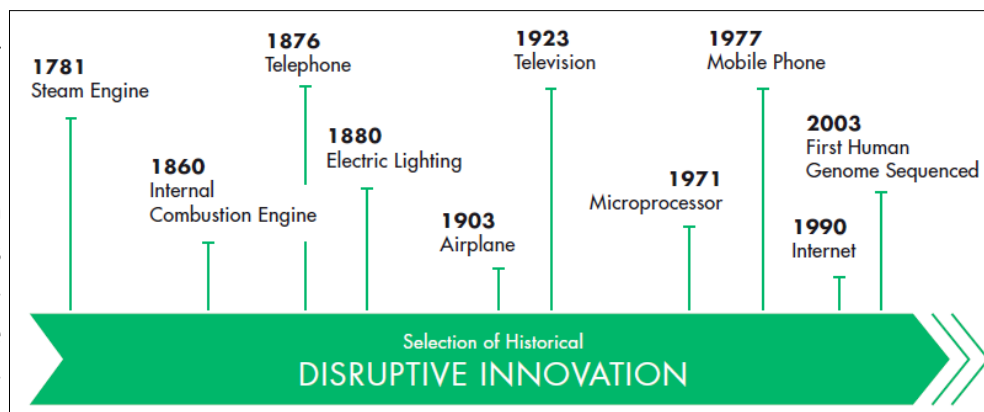 1781
Steam Engine
1860
Internal
Combustion Engine
1876
Telephone
1880
Electric Lighting
1903
Airplane
1923
Television
1971
Microprocessor
1977
Mobile Phone
1990
Internet
2003
First Human
Genome Sequenced
Selection of Historical
DISRUPTIVE INNOVATION